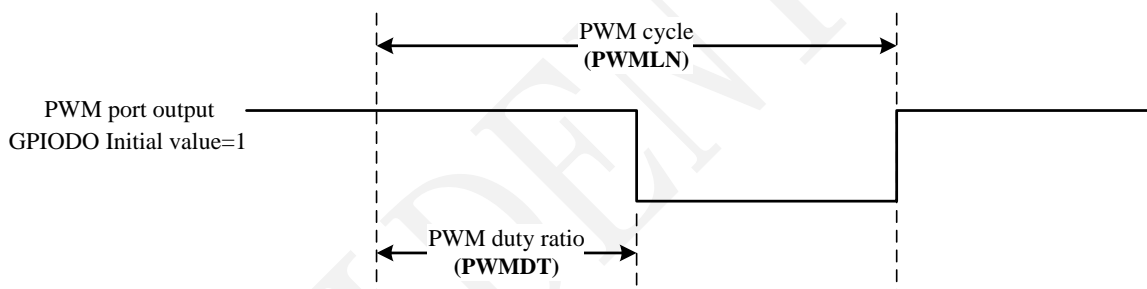 PWM cycle
(PWMLN)
PWM port output
GPIODO Initial value=1
PWM duty ratio
(PWMDT)